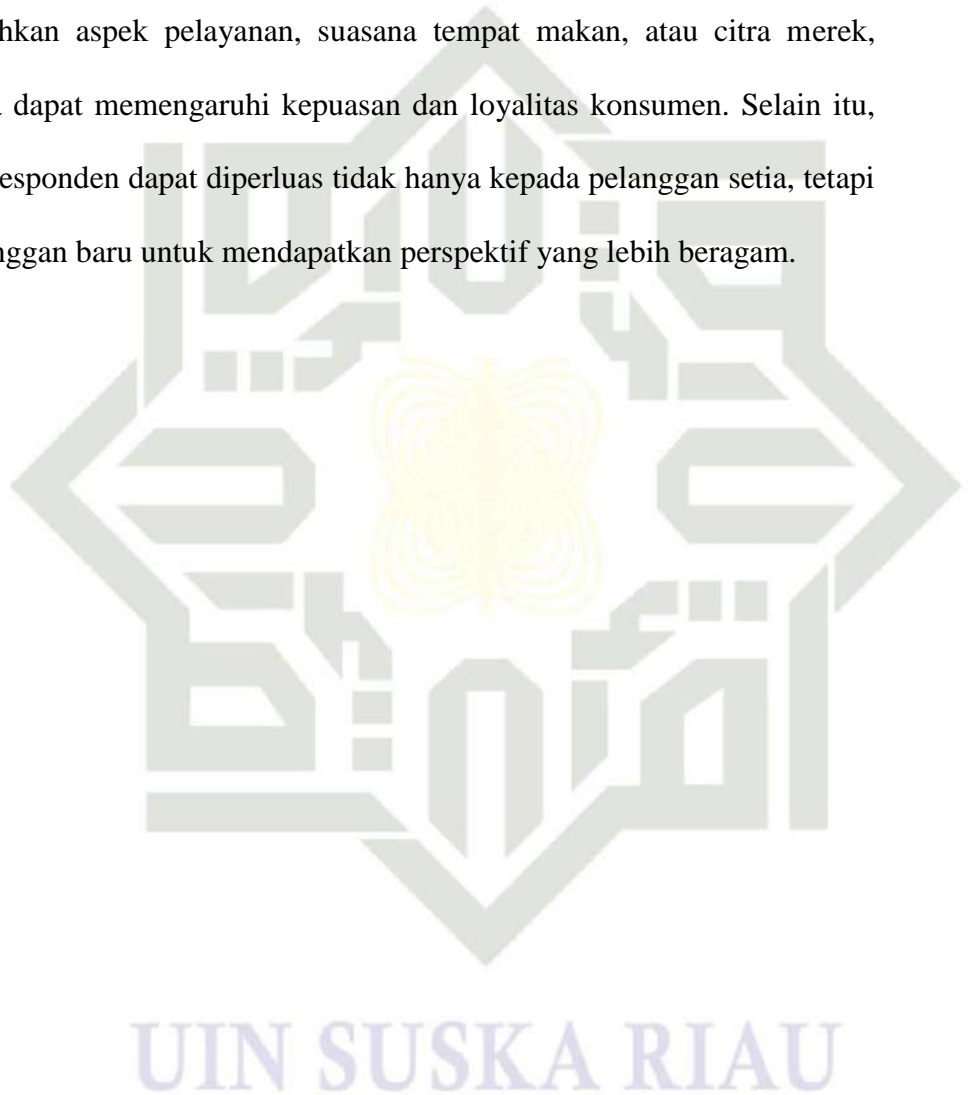 hkan aspek pelayanan, suasana tempat makan, atau citra merek,
dapat memengaruhi kepuasan dan loyalitas konsumen. Selain itu,
esponden dapat diperluas tidak hanya kepada pelanggan setia, tetapi
nggan baru untuk mendapatkan perspektif yang lebih beragam.
UIN SUSKA RIAU